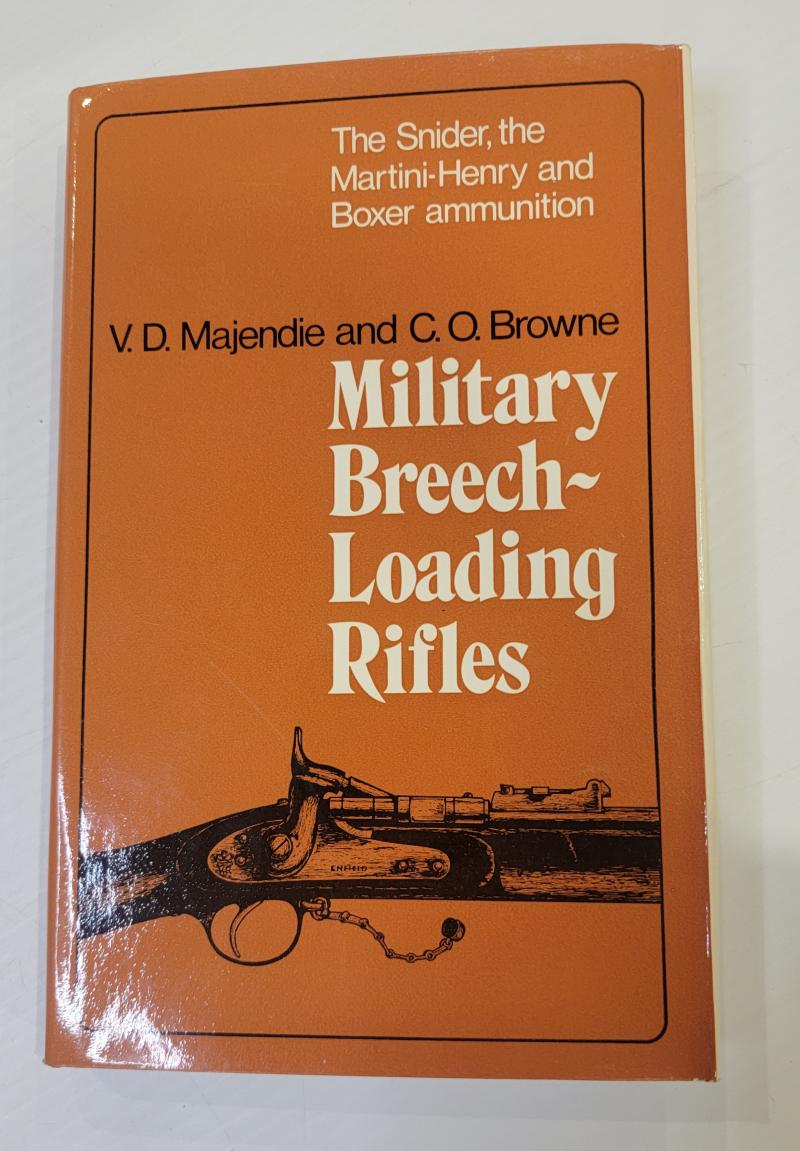 The Snider, the
Martini-Henry and
Boxer ammunition
V. D. Majendie and C. O. Browne
Military
Breech~
Loading
Rifles
ENFIELD